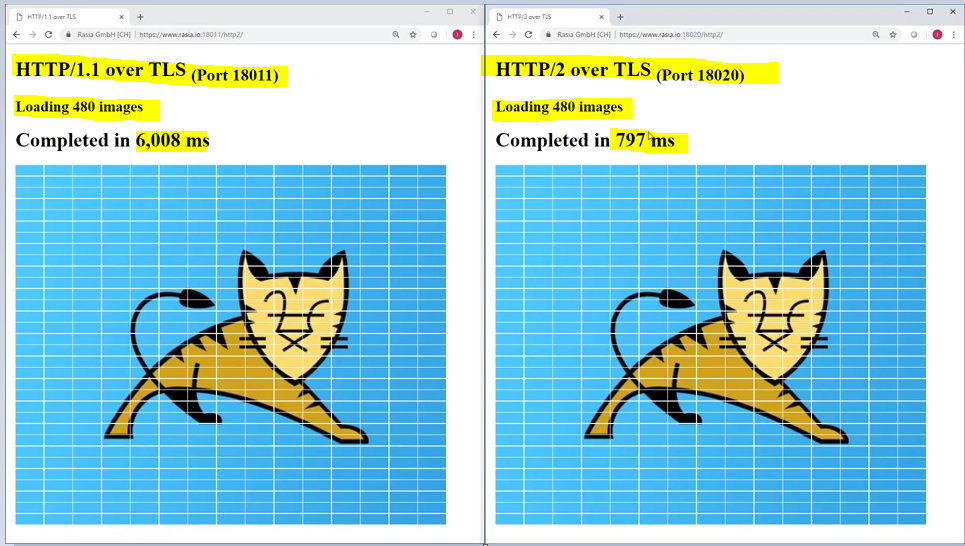 HTTP/1.1 over TLS
Rasia GmbH [CH] | https://www.rasia.io:18011/http2/
HTTP/1.1 over TLS (Port 18011)
Loading 480 images
Completed in 6,008 ms
HTTP/2 over TLS
Rasia GmbH [CH] | https://www.rasia.io:18020/http2/
HTTP/2 over TLS (Port 18020)
Loading 480 images
Completed in 797 ms